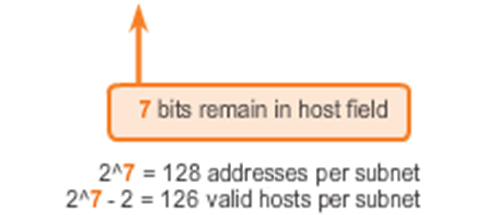 7 bits remain in host field
2^7 = 128 addresses per subnet
2^7 - 2 = 126 valid hosts per subnet